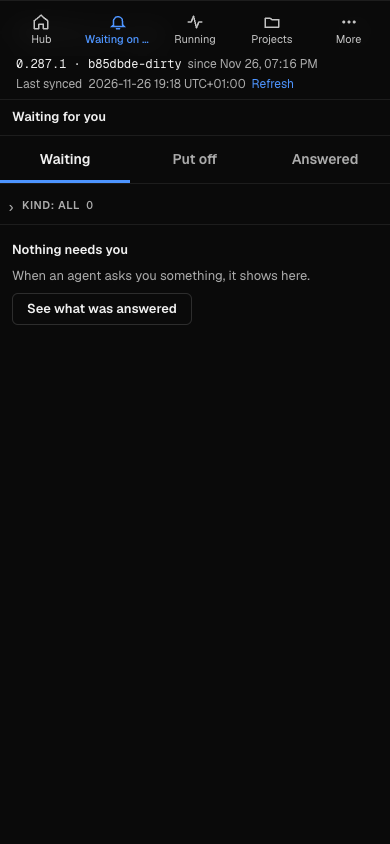 Hub
Waiting on …
Running
Projects
More
0.287.1 · b85dbde-dirty since Nov 26, 07:16 PM
Last synced 2026-11-26 19:18 UTC+01:00 Refresh
Waiting for you
Waiting
Put off
Answered
KIND: ALL 0
Nothing needs you
When an agent asks you something, it shows here.
See what was answered